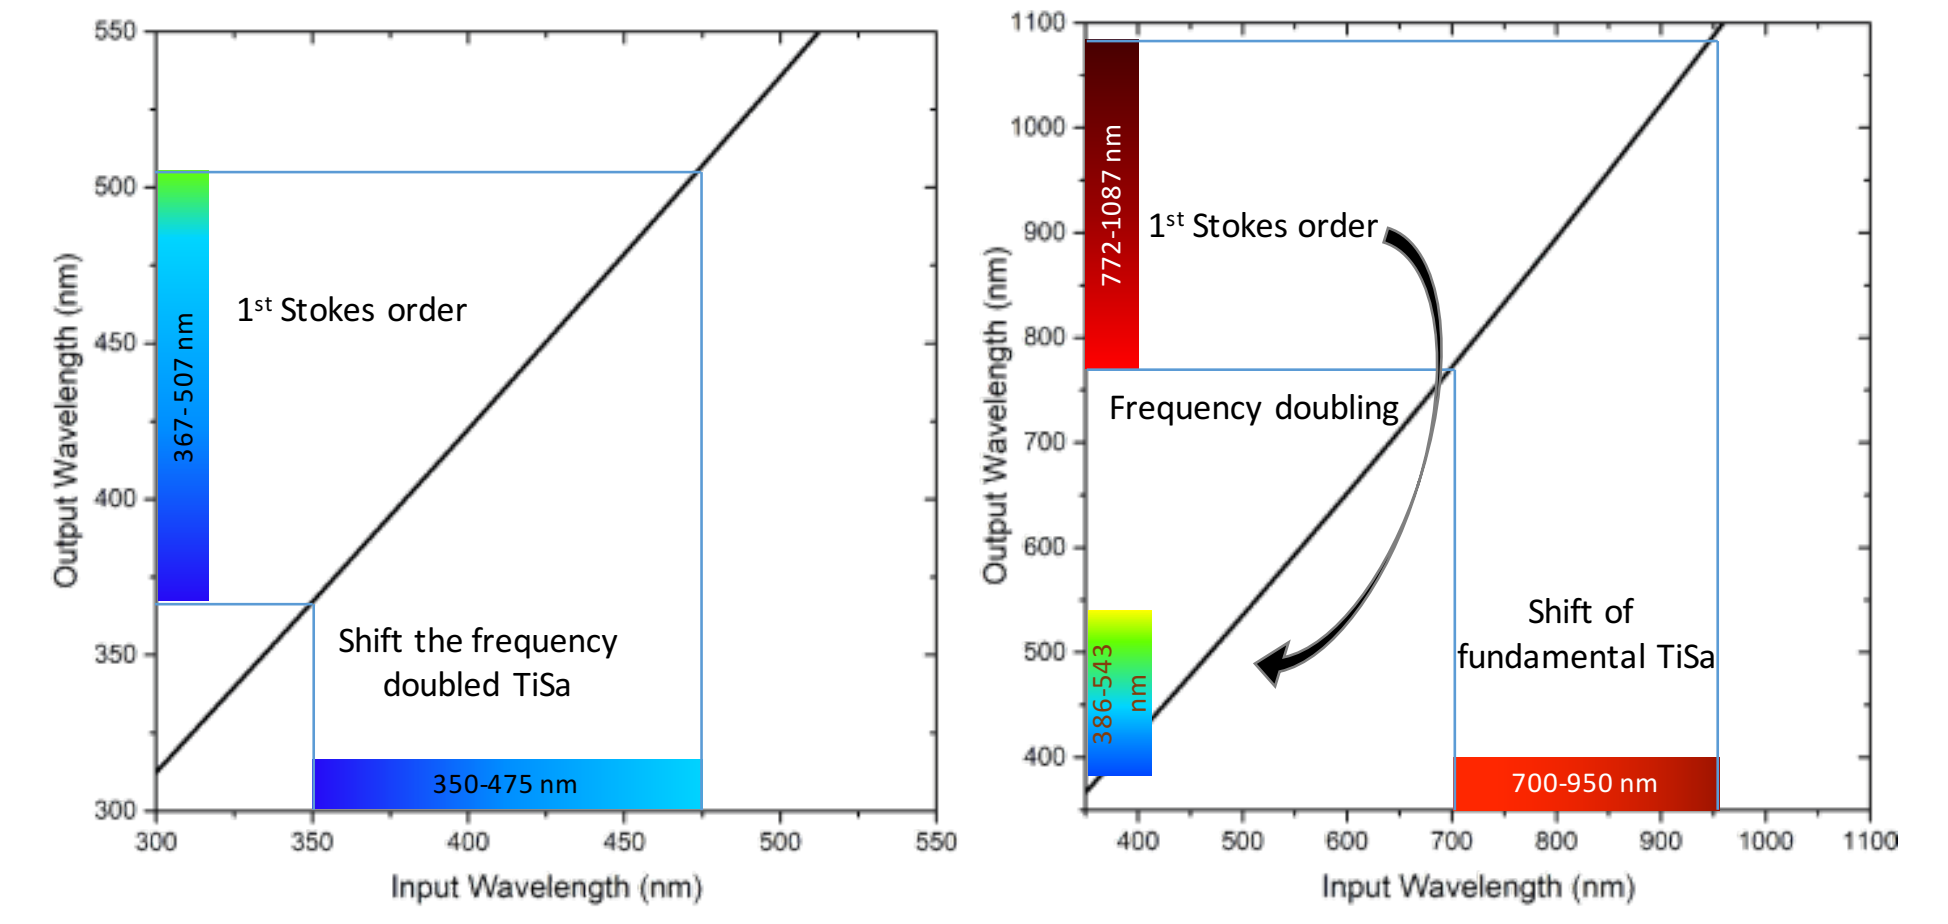 550
500
450
400
350
300
300
350
400
450
500
550
Output Wavelength (nm)
Input Wavelength (nm)
367-507 nm
1st Stokes order
Shift the frequency
doubled TiSa
350-475 nm
1100
1000
900
800
700
600
500
400
400
500
600
700
800
900
1000
1100
Output Wavelength (nm)
Input Wavelength (nm)
772-1087 nm
1st Stokes order
Frequency doubling
386-543
nm
Shift of
fundamental TiSa
700-950 nm